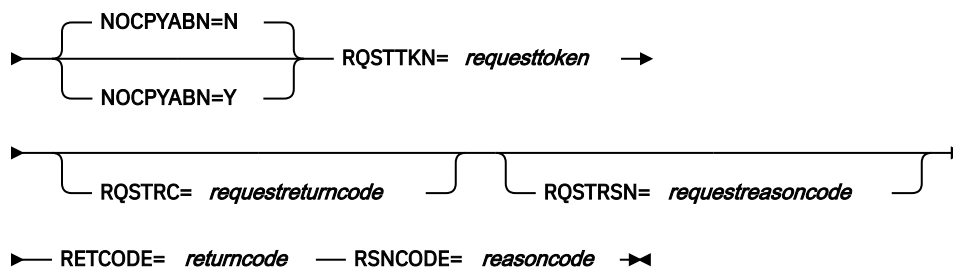 NOCPYABN=N
RQSTTKN= requesttoken
NOCPYABN=Y
RQSTRC= requestreturncode RQSTRSN= requestreasoncode
RETCODE= returncode RSNCODE= reasoncode